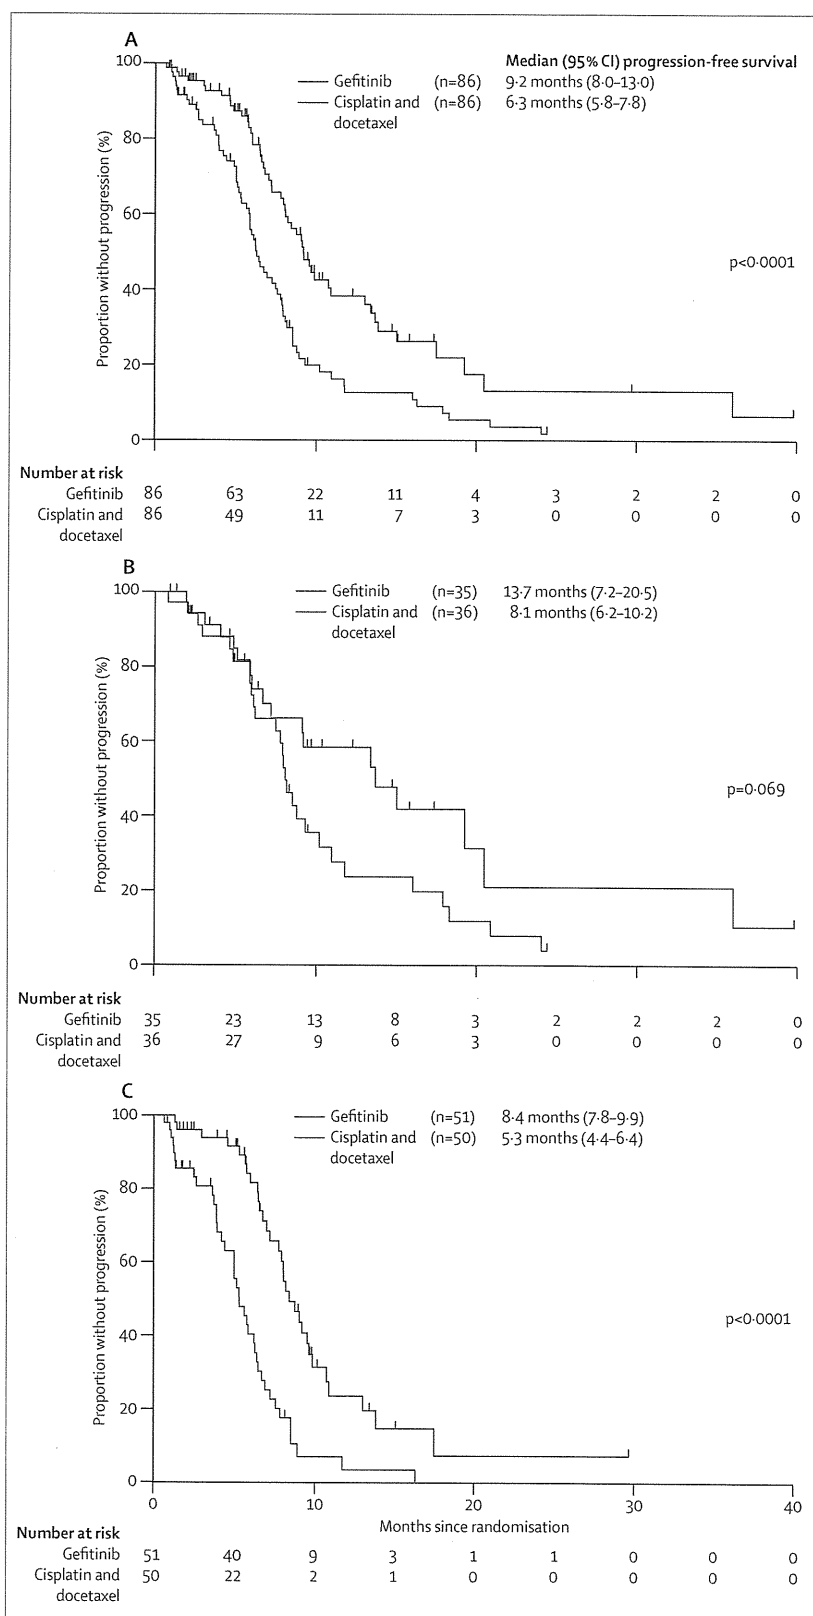 A
Median (95% CI) progression-free survival
Gefitinib (n=86) 9·2 months (8·0–13·0)
Cisplatin and (n=86) 6·3 months (5·8–7·8)
docetaxel
100
80
60
40
20
0
Proportion without progression (%)
p<0·0001
Number at risk
Gefitinib 86 63 22 11 4 3 2 2 0
Cisplatin and 86 49 11 7 3 0 0 0 0
docetaxel
B
Gefitinib (n=35) 13·7 months (7·2–20·5)
Cisplatin and (n=36) 8·1 months (6·2–10·2)
docetaxel
100
80
60
40
20
0
Proportion without progression (%)
p=0·069
Number at risk
Gefitinib 35 23 13 8 3 2 2 2 0
Cisplatin and 36 27 9 6 3 0 0 0 0
docetaxel
C
Gefitinib (n=51) 8·4 months (7·8–9·9)
Cisplatin and (n=50) 5·3 months (4·4–6·4)
docetaxel
100
80
60
40
20
0
Proportion without progression (%)
p<0·0001
0 10 20 30 40
Months since randomisation
Number at risk
Gefitinib 51 40 9 3 1 1 0 0 0
Cisplatin and 50 22 2 1 0 0 0 0 0
docetaxel